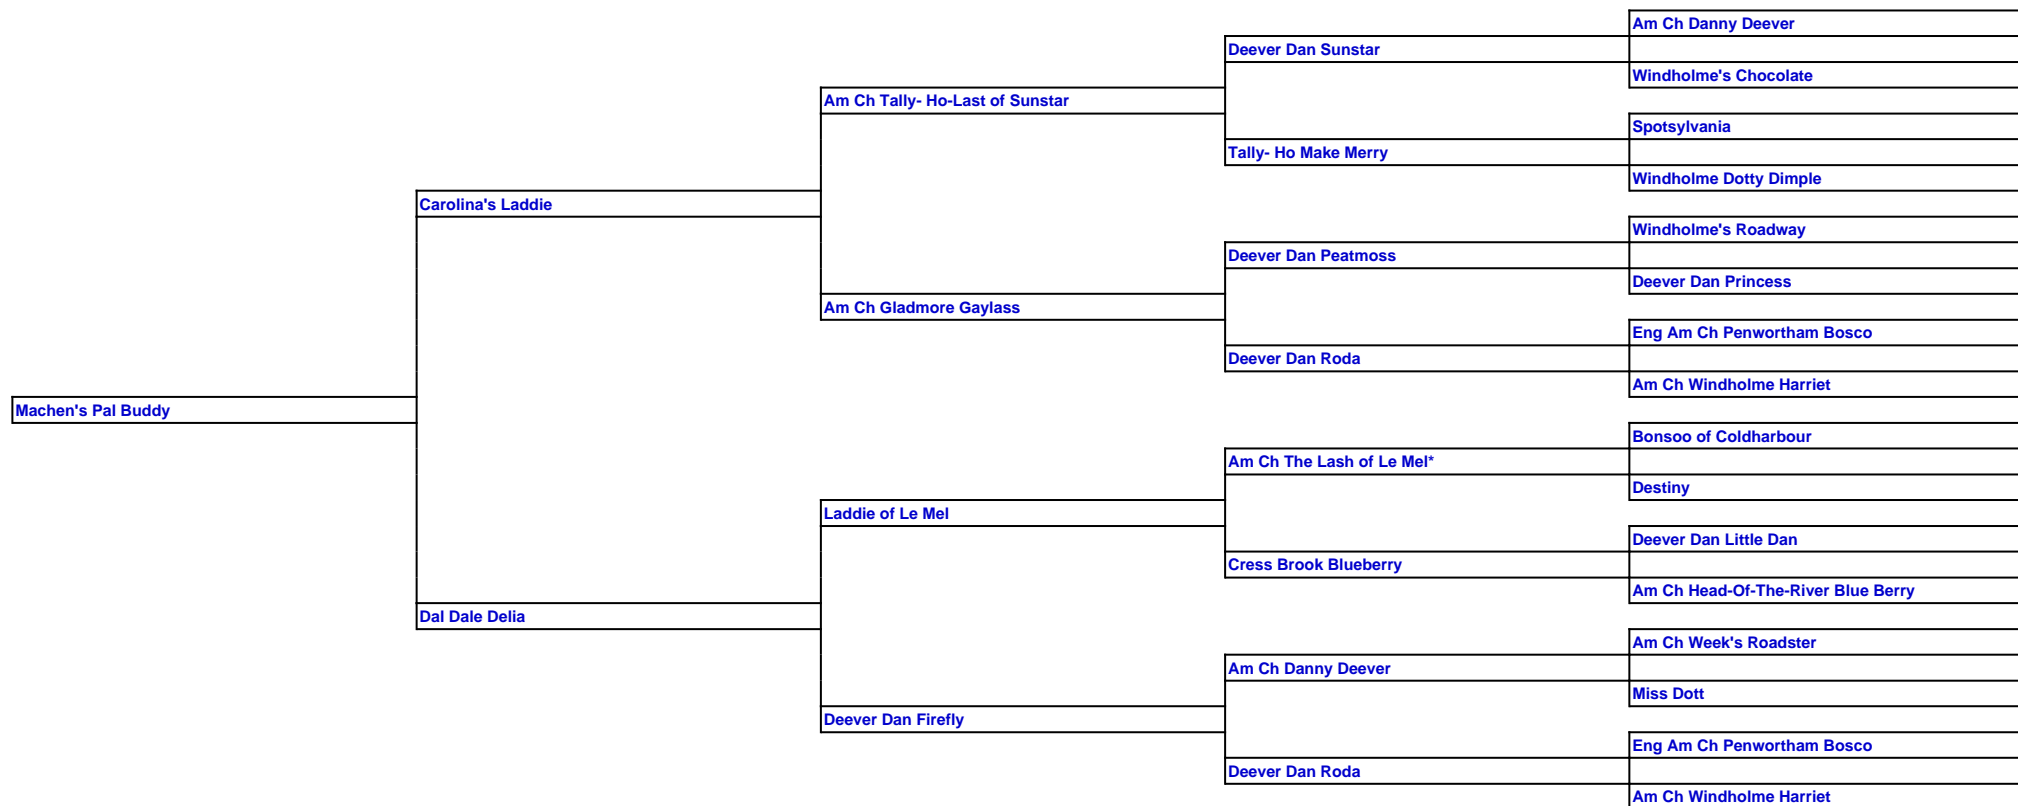 Am Ch Danny Deever
Deever Dan Sunstar
Windholme's Chocolate
Am Ch Tally- Ho-Last of Sunstar
Spotsylvania
Tally- Ho Make Merry
Windholme Dotty Dimple
Carolina's Laddie
Windholme's Roadway
Deever Dan Peatmoss
Deever Dan Princess
Am Ch Gladmore Gaylass
Eng Am Ch Penwortham Bosco
Deever Dan Roda
Am Ch Windholme Harriet
Machen's Pal Buddy
Bonsoo of Coldharbour
Am Ch The Lash of Le Mel*
Destiny
Laddie of Le Mel
Deever Dan Little Dan
Cress Brook Blueberry
Am Ch Head-Of-The-River Blue Berry
Dal Dale Delia
Am Ch Week's Roadster
Am Ch Danny Deever
Miss Dott
Deever Dan Firefly
Eng Am Ch Penwortham Bosco
Deever Dan Roda
Am Ch Windholme Harriet